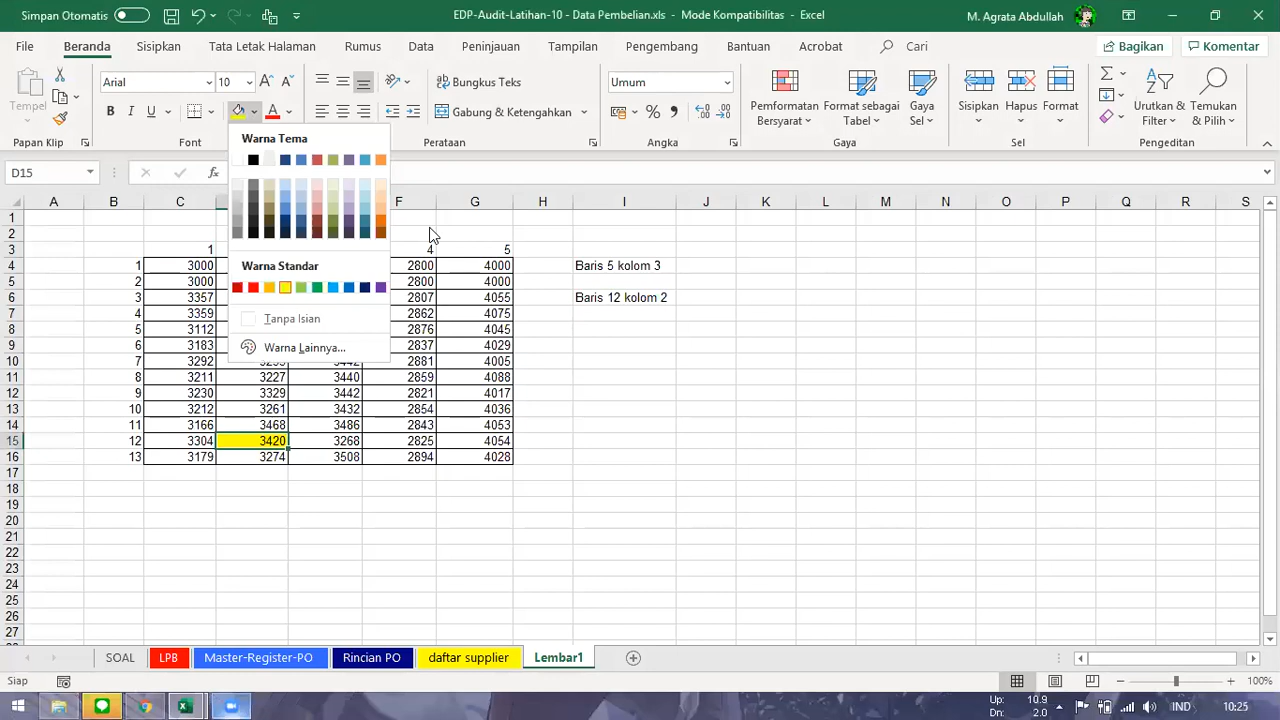 Simpan Otomatis
EDP-Audit-Latihan-10 - Data Pembelian.xls - Mode Kompatibilitas - Excel
M. Agrata Abdullah
File Beranda Sisipkan Tata Letak Halaman Rumus Data Peninjauan Tampilan Pengembang Bantuan Acrobat Cari Bagikan Komentar
Tempel
Papan Klip
Arial 10
B I U
Font
Bungkus Teks
Gabung & Ketengahkan
Perataan
Umum
Angka
Pemformatan Bersyarat
Format sebagai Tabel
Gaya Sel
Gaya
Sisipkan Hapus Format
Sel
Urutkan & Filter
Temukan & Pilih
Pengeditan
D15
fx
Warna Tema
Warna Standar
Tanpa Isian
Warna Lainnya...
A B C F G H I J K L M N O P Q R S
1
2
3 1 4 5
4 1 3000 2800 4000 Baris 5 kolom 3
5 2 3000 2800 4000
6 3 3357 2807 4055 Baris 12 kolom 2
7 4 3359 2862 4075
8 5 3112 2876 4045
9 6 3183 2837 4029
10 7 3292 2881 4005
11 8 3211 3227 3440 2859 4088
12 9 3230 3329 3442 2821 4017
13 10 3212 3261 3432 2854 4036
14 11 3166 3468 3486 2843 4053
15 12 3304 3420 3268 2825 4054
16 13 3179 3274 3508 2894 4028
17
18
19
20
21
22
23
24
25
26
27
SOAL LPB Master-Register-PO Rincian PO daftar supplier Lembar1
Siap
100%
Up: 10.9
Dn: 2.0
IND
10:25